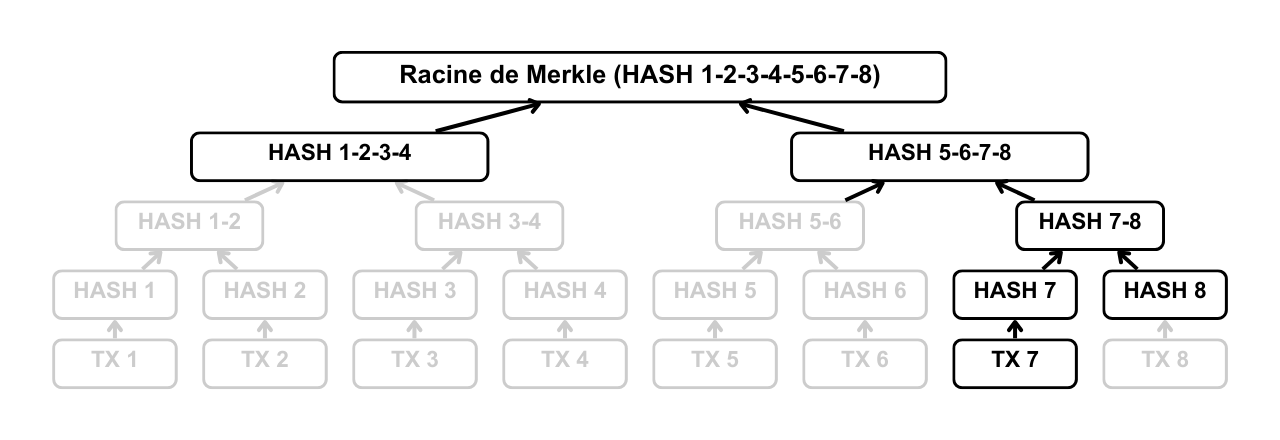 Racine de Merkle (HASH 1-2-3-4-5-6-7-8)
HASH 1-2-3-4
HASH 5-6-7-8
HASH 1-2
HASH 3-4
HASH 5-6
HASH 7-8
HASH 1
HASH 2
HASH 3
HASH 4
HASH 5
HASH 6
HASH 7
HASH 8
TX 1
TX 2
TX 3
TX 4
TX 5
TX 6
TX 7
TX 8